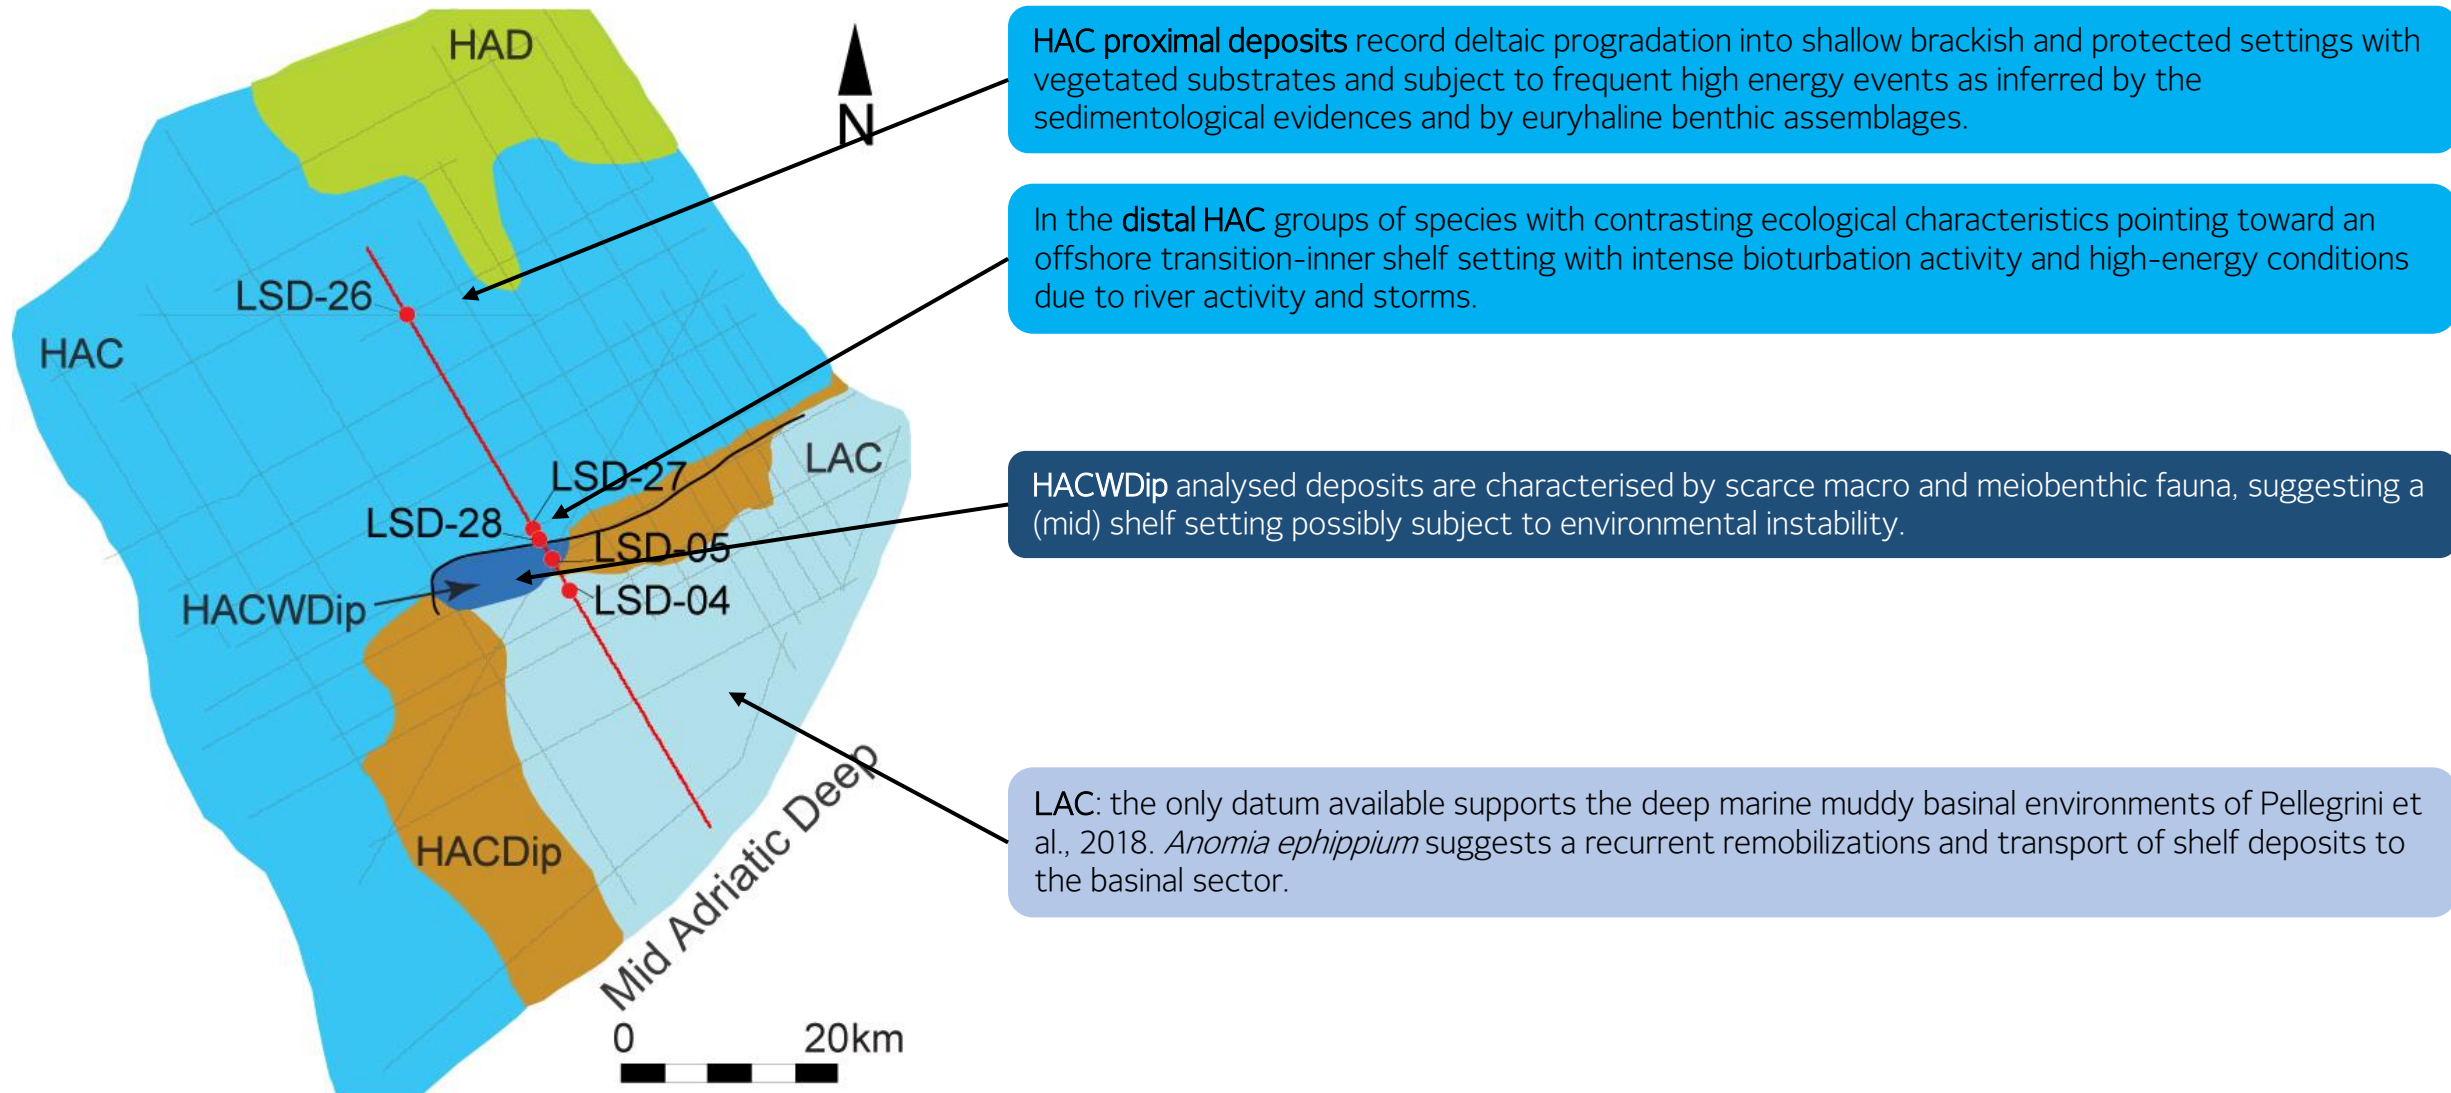 HAD
N
LSD-26
HAC
LSD-27
LAC
LSD-28
LSD-05
HACWDip
LSD-04
HACDip
Mid Adriatic Deep
0 20km
HAC proximal deposits record deltaic progradation into shallow brackish and protected settings with
vegetated substrates and subject to frequent high energy events as inferred by the
sedimentological evidences and by euryhaline benthic assemblages.
In the distal HAC groups of species with contrasting ecological characteristics pointing toward an
offshore transition-inner shelf setting with intense bioturbation activity and high-energy conditions
due to river activity and storms.
HACWDip analysed deposits are characterised by scarce macro and meiobenthic fauna, suggesting a
(mid) shelf setting possibly subject to environmental instability.
LAC: the only datum available supports the deep marine muddy basinal environments of Pellegrini et
al., 2018. Anomia ephippium suggests a recurrent remobilizations and transport of shelf deposits to
the basinal sector.